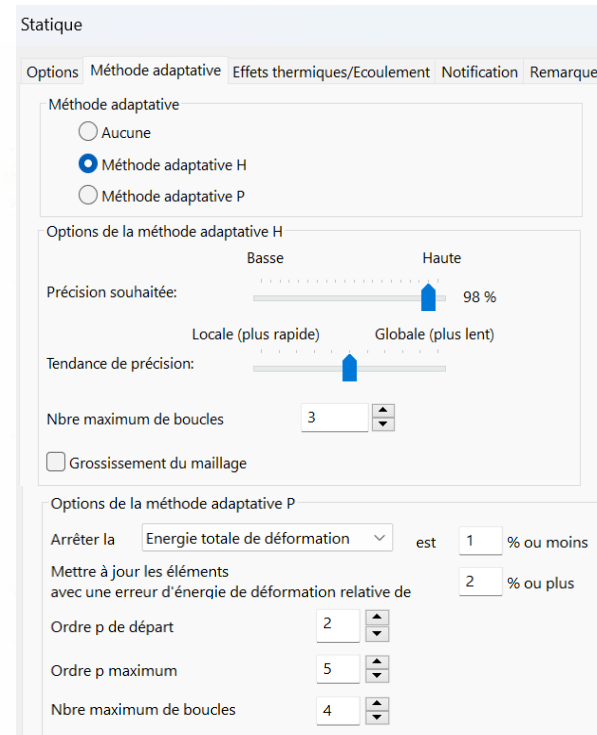 Statique
Options Méthode adaptative Effets thermiques/Ecoulement Notification Remarque
Méthode adaptative
Aucune
Méthode adaptative H
Méthode adaptative P
Options de la méthode adaptative H
Basse Haute
Précision souhaitée: 98 %
Locale (plus rapide) Globale (plus lent)
Tendance de précision:
Nbre maximum de boucles 3
Grossissement du maillage
Options de la méthode adaptative P
Arrêter la Energie totale de déformation est 1 % ou moins
Mettre à jour les éléments
avec une erreur d'énergie de déformation relative de 2 % ou plus
Ordre p de départ 2
Ordre p maximum 5
Nbre maximum de boucles 4